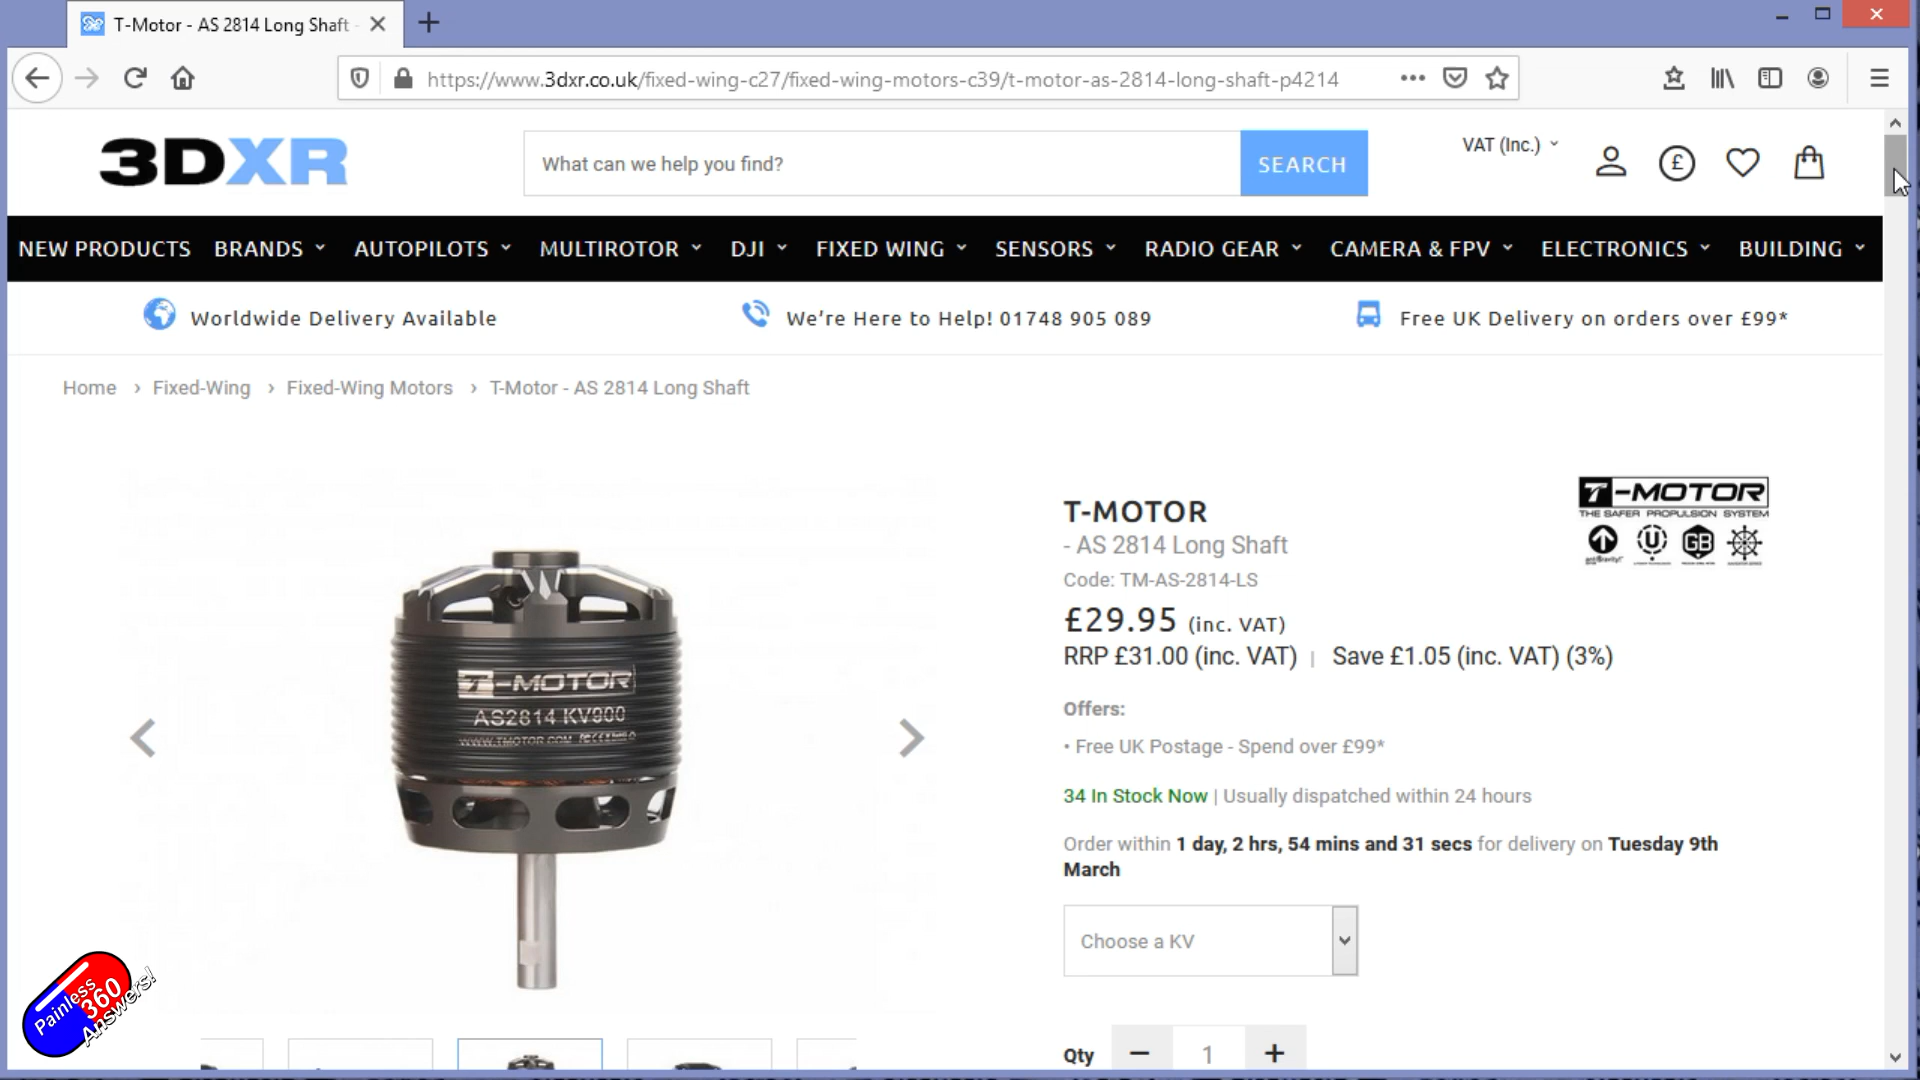 T-Motor - AS 2814 Long Shaft -
https://www.3dxr.co.uk/fixed-wing-c27/fixed-wing-motors-c39/t-motor-as-2814-long-shaft-p4214
3DXR
What can we help you find?
SEARCH
VAT (Inc.)
NEW PRODUCTS BRANDS AUTOPILOTS MULTIROTOR DJI FIXED WING SENSORS RADIO GEAR CAMERA & FPV ELECTRONICS BUILDING
Worldwide Delivery Available
We're Here to Help! 01748 905 089
Free UK Delivery on orders over £99*
Home › Fixed-Wing › Fixed-Wing Motors › T-Motor - AS 2814 Long Shaft
T-MOTOR
THE SAFER PROPULSION SYSTEM
T-MOTOR
- AS 2814 Long Shaft
Code: TM-AS-2814-LS
£29.95 (inc. VAT)
RRP £31.00 (inc. VAT) | Save £1.05 (inc. VAT) (3%)
Offers:
• Free UK Postage - Spend over £99*
34 In Stock Now | Usually dispatched within 24 hours
Order within 1 day, 2 hrs, 54 mins and 31 secs for delivery on Tuesday 9th
March
Choose a KV
Qty − 1 +
T-MOTOR
AS2814 KV900
WWW.TMOTOR.COM
Painless
360
Answers!